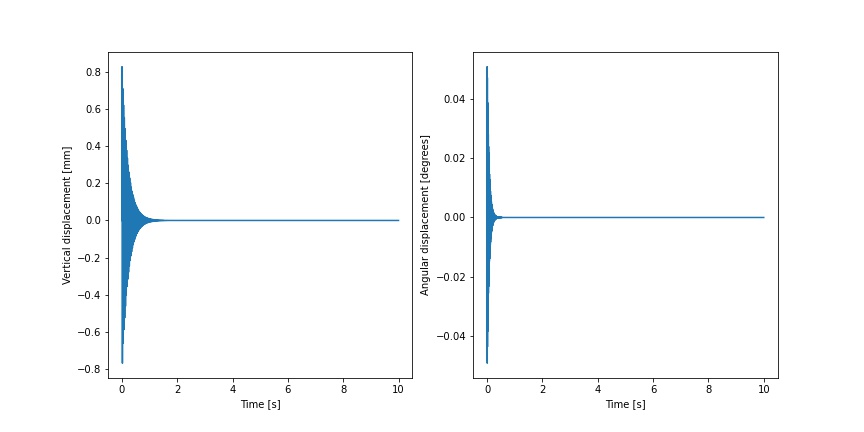 Vertical displacement [mm]
0.8
0.6
0.4
0.2
0.0
−0.2
−0.4
−0.6
−0.8
0 2 4 6 8 10
Time [s]
Angular displacement [degrees]
0.04
0.02
0.00
−0.02
−0.04
0 2 4 6 8 10
Time [s]